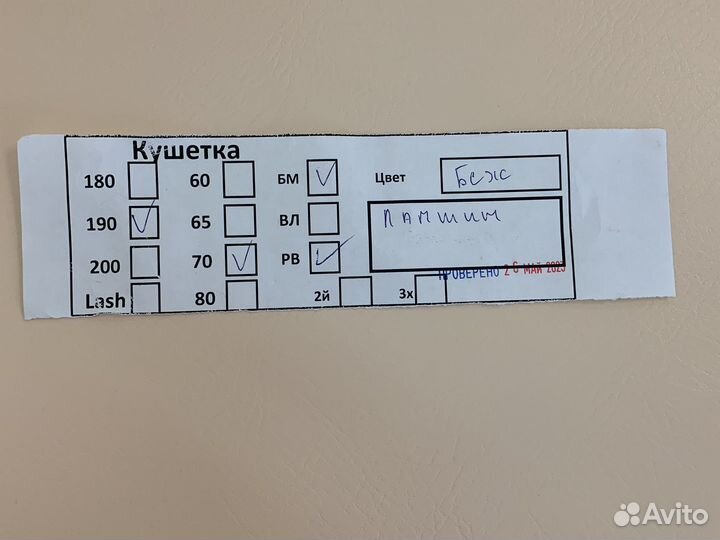 Кушетка
180 60 БМ Цвет Беж
190 65 ВЛ Памшин
200 70 РВ
ПРОВЕРЕНО 26 МАЙ 2023
Lash 80 2й 3х
Avito